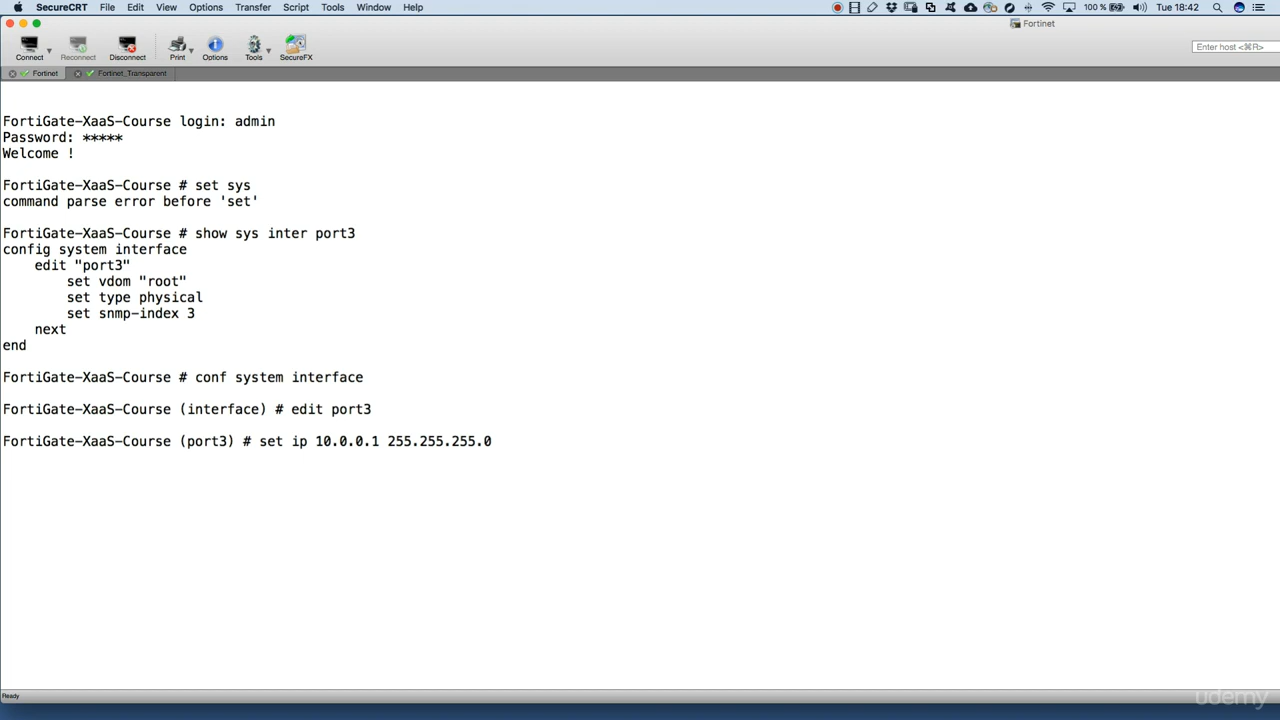 SecureCRT File Edit View Options Transfer Script Tools Window Help 100 % Tue 18:42
Fortinet
Connect Reconnect Disconnect Print Options Tools SecureFX Enter host <⌘R>
Fortinet Fortinet_Transparent
FortiGate-XaaS-Course login: admin
Password: *****
Welcome !
FortiGate-XaaS-Course # set sys
command parse error before 'set'
FortiGate-XaaS-Course # show sys inter port3
config system interface
edit "port3"
set vdom "root"
set type physical
set snmp-index 3
next
end
FortiGate-XaaS-Course # conf system interface
FortiGate-XaaS-Course (interface) # edit port3
FortiGate-XaaS-Course (port3) # set ip 10.0.0.1 255.255.255.0
Ready
udemy